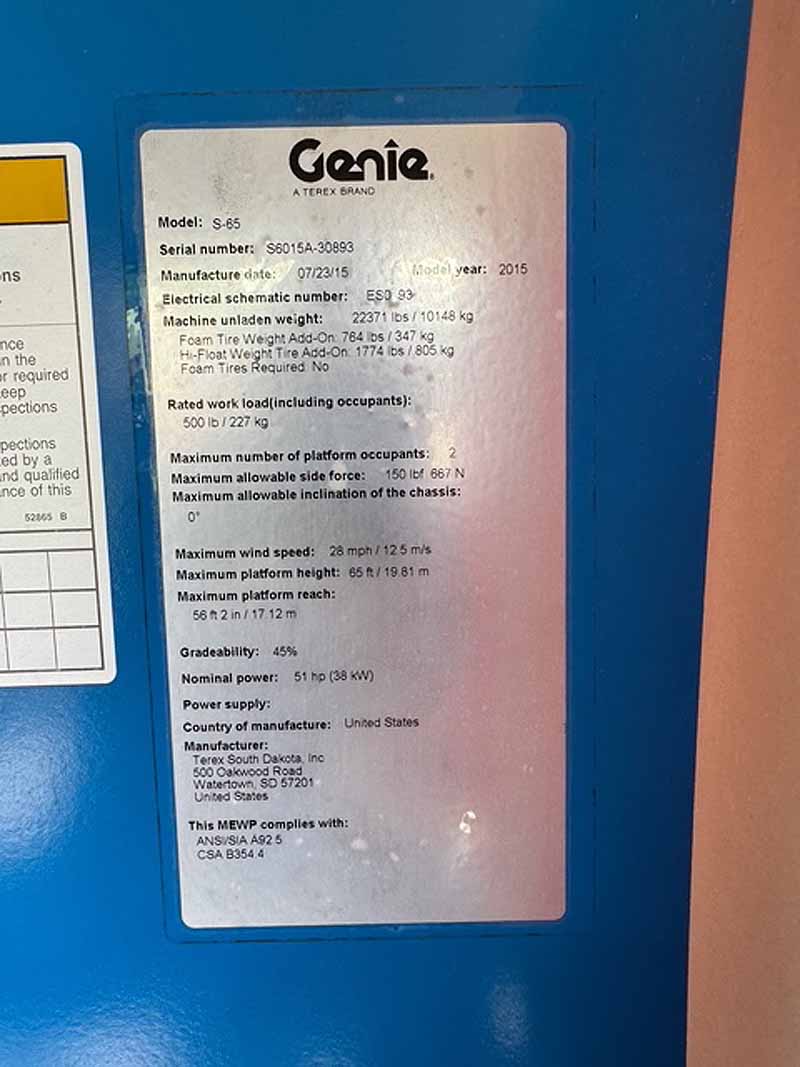 Genîe
A TEREX BRAND
Model: S-65
Serial number: S6015A-30893
Manufacture date: 07/23/15 Model year: 2015
Electrical schematic number:
Machine unladen weight: 22371 lbs / 10148 kg
Foam Tire Weight Add-On: 764 lbs / 347 kg
Hi-Float Weight Tire Add-On: 1774 lbs / 805 kg
Foam Tires Required: No
Rated work load(including occupants):
500 lb / 227 kg
Maximum number of platform occupants: 2
Maximum allowable side force: 150 lbf 667 N
Maximum allowable inclination of the chassis:
0°
Maximum wind speed: 28 mph / 12.5 m/s
Maximum platform height: 65 ft / 19.81 m
Maximum platform reach:
56 ft 2 in / 17.12 m
Gradeability: 45%
Nominal power: 51 hp (38 kW)
Power supply:
Country of manufacture: United States
Manufacturer:
Terex South Dakota, Inc
500 Oakwood Road
Watertown, SD 57201
United States
This MEWP complies with:
ANSI/SIA A92.5
CSA B354.4
ns
nce
n the
or required
eep
spections
pections
ed by a
nd qualified
nce of this
52865 B